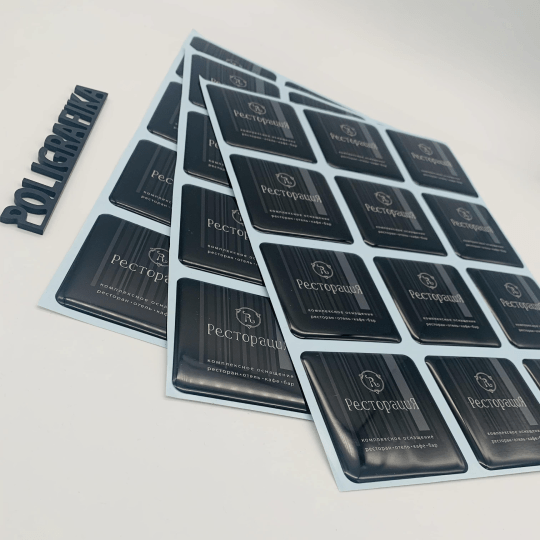 POLIGRAFIKA
R
РесторациЯ
комплексное оснащение
ресторан•отель•кафе•бар